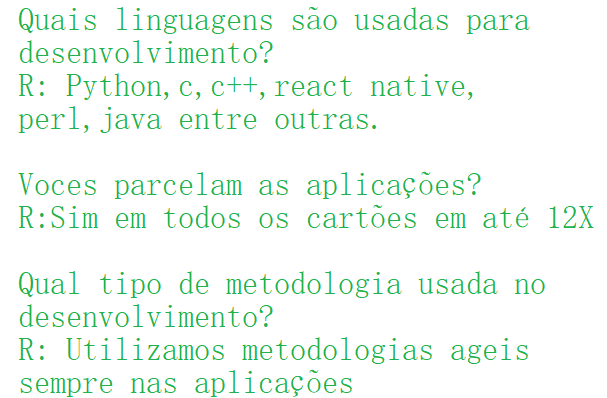 Quais linguagens são usadas para
desenvolvimento?
R: Python,c,c++,react native,
perl,java entre outras.
Voces parcelam as aplicações?
R:Sim em todos os cartões em até 12X
Qual tipo de metodologia usada no
desenvolvimento?
R: Utilizamos metodologias ageis
sempre nas aplicações